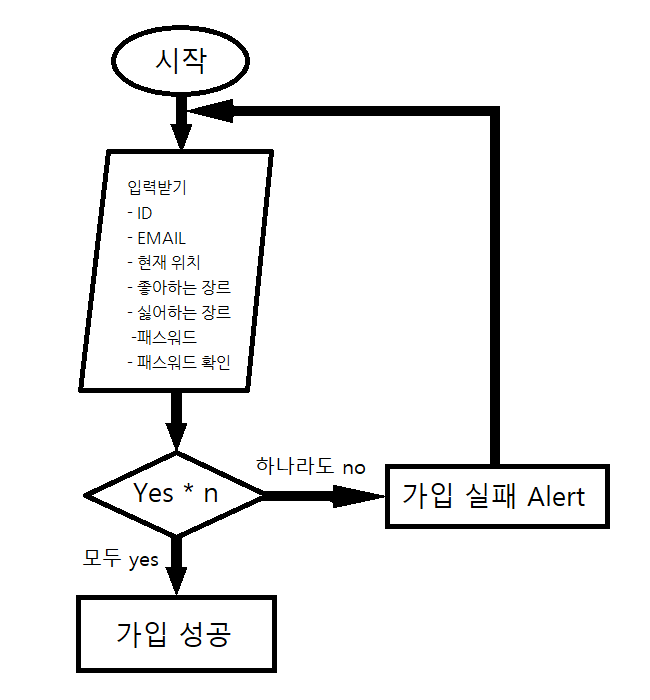 시작
입력받기
- ID
- EMAIL
- 현재 위치
- 좋아하는 장르
- 싫어하는 장르
-패스워드
- 패스워드 확인
Yes * n
하나라도 no
가입 실패 Alert
모두 yes
가입 성공